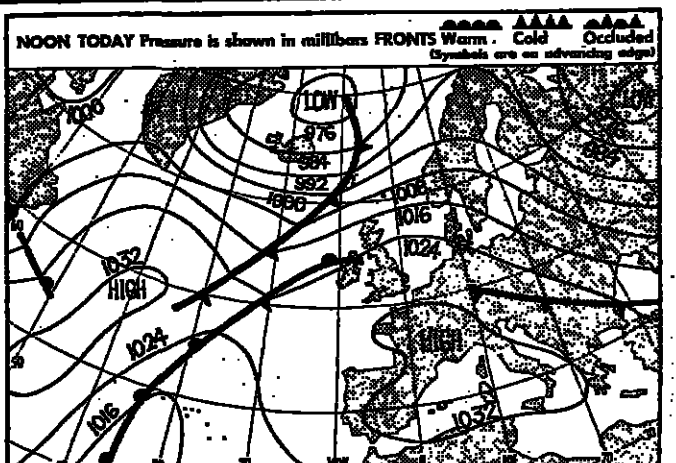 NOON TODAY Pressure is shown in millibars FRONTS Warm. Cold Occluded
(Symbols are on advancing edge)
1000
LOW
976
984
992
1000
1008
1016
1024
1032
HIGH
HIGH
1024
1016
1032
50